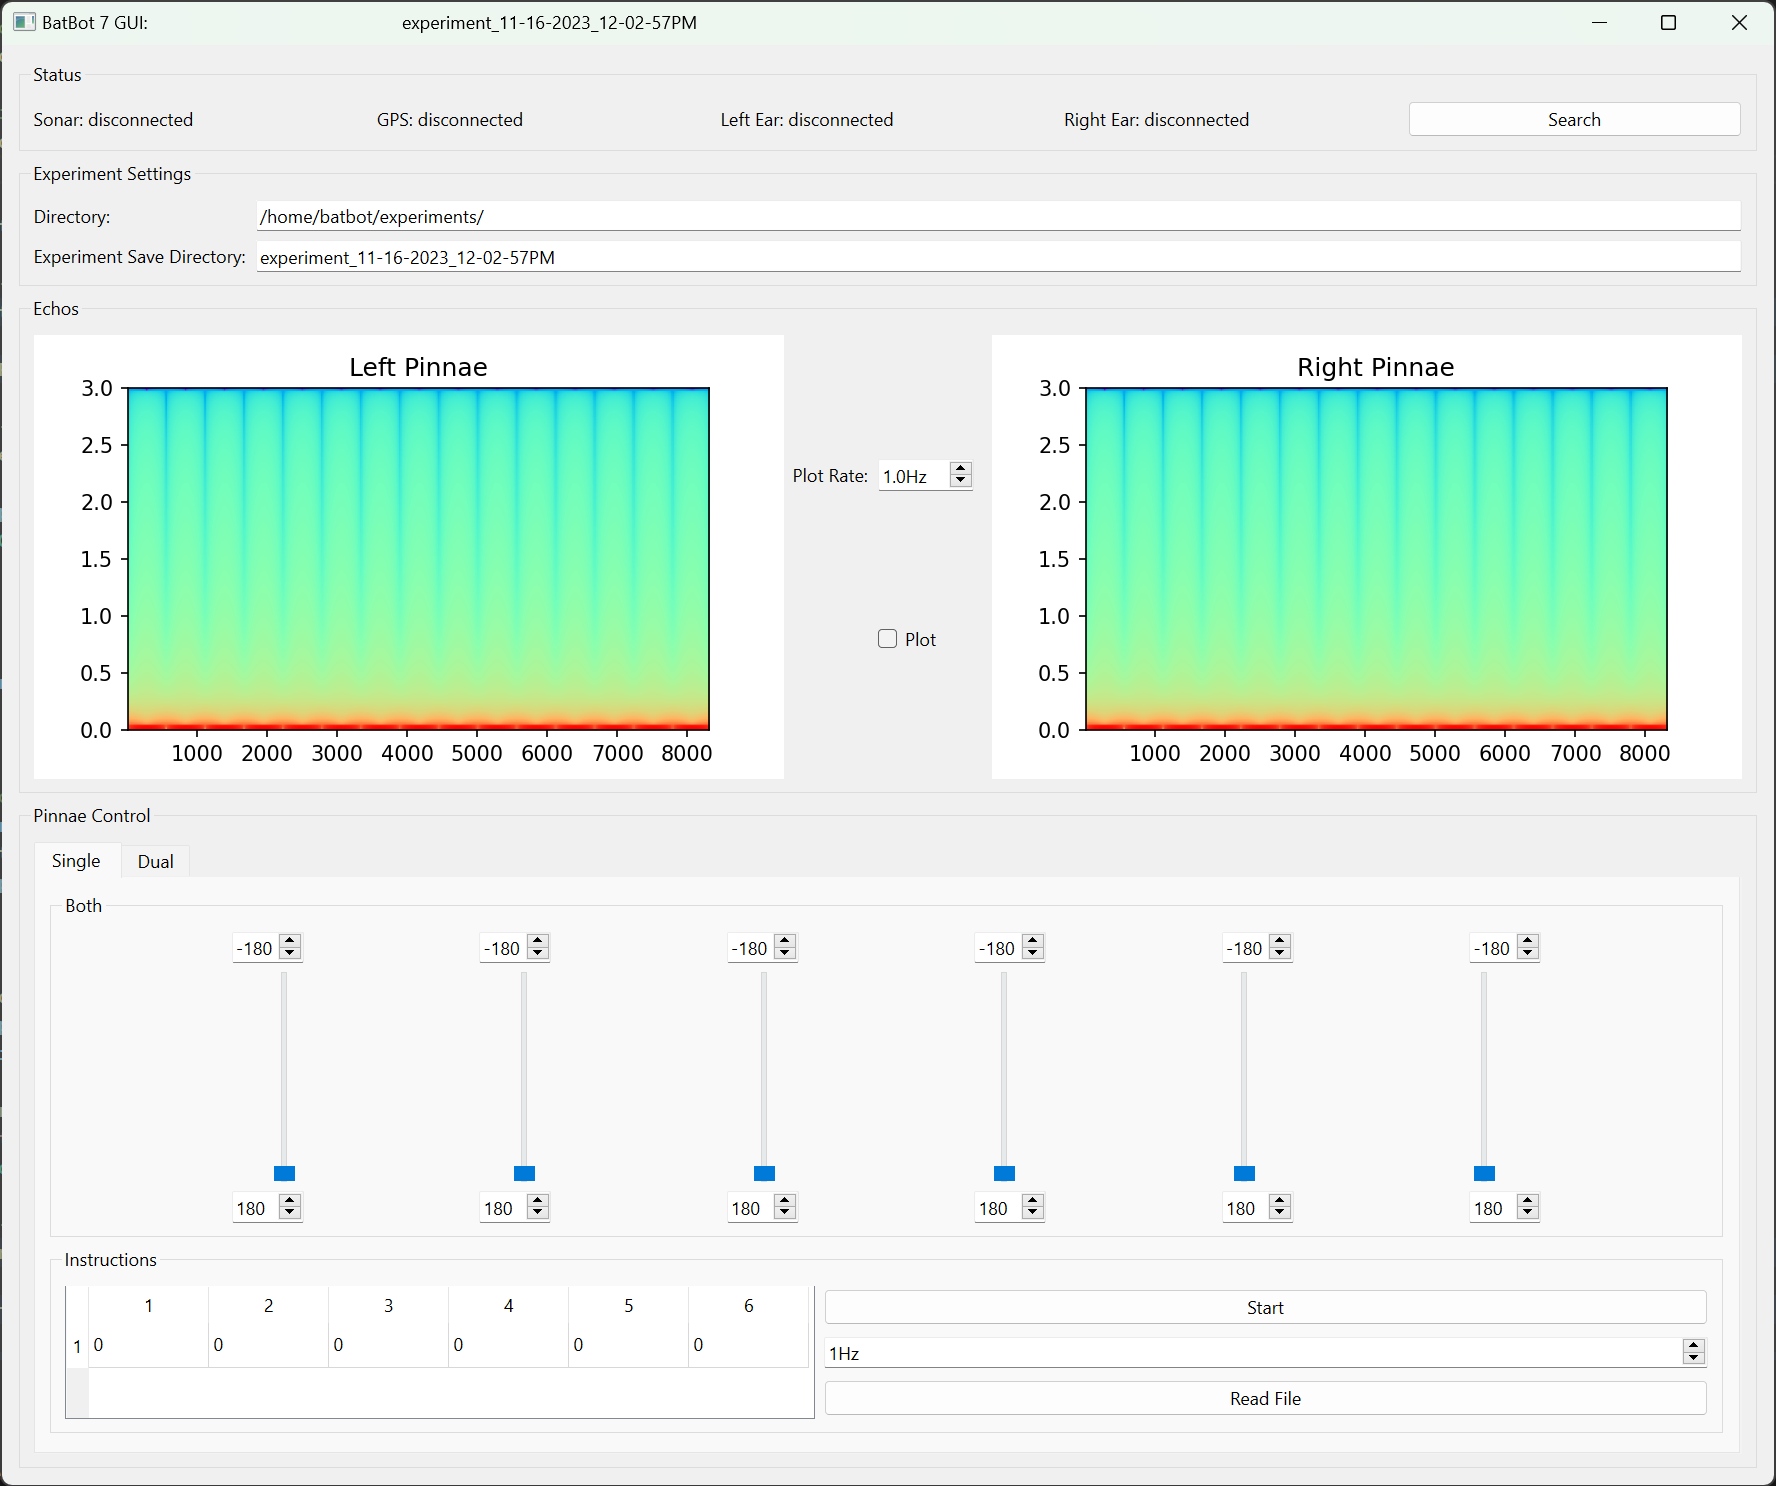 BatBot 7 GUI: experiment_11-16-2023_12-02-57PM
Status
Sonar: disconnected GPS: disconnected Left Ear: disconnected Right Ear: disconnected Search
Experiment Settings
Directory: /home/batbot/experiments/
Experiment Save Directory: experiment_11-16-2023_12-02-57PM
Echos
Left Pinnae
3.0
2.5
2.0
1.5
1.0
0.5
0.0
1000 2000 3000 4000 5000 6000 7000 8000
Plot Rate: 1.0Hz
Plot
Right Pinnae
3.0
2.5
2.0
1.5
1.0
0.5
0.0
1000 2000 3000 4000 5000 6000 7000 8000
Pinnae Control
Single Dual
Both
-180 -180 -180 -180 -180 -180
180 180 180 180 180 180
Instructions
1 2 3 4 5 6
1 0 0 0 0 0 0
Start
1Hz
Read File